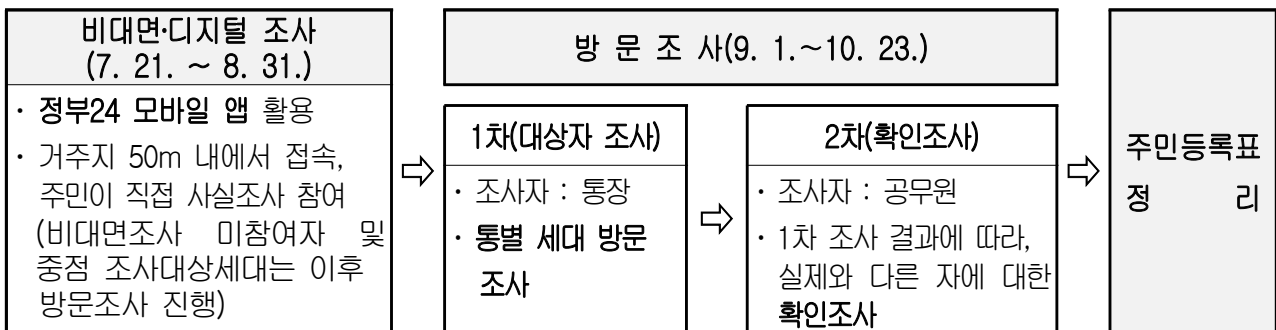 비대면·디지털 조사
(7. 21. ~ 8. 31.)
· 정부24 모바일 앱 활용
· 거주지 50m 내에서 접속,
주민이 직접 사실조사 참여
(비대면조사 미참여자 및
중점 조사대상세대는 이후
방문조사 진행)
⇨
방 문 조 사(9. 1.~10. 23.)
1차(대상자 조사)
· 조사자 : 통장
· 통별 세대 방문
조사
⇨
2차(확인조사)
· 조사자 : 공무원
· 1차 조사 결과에 따라,
실제와 다른 자에 대한
확인조사
⇨
주민등록표
정 리